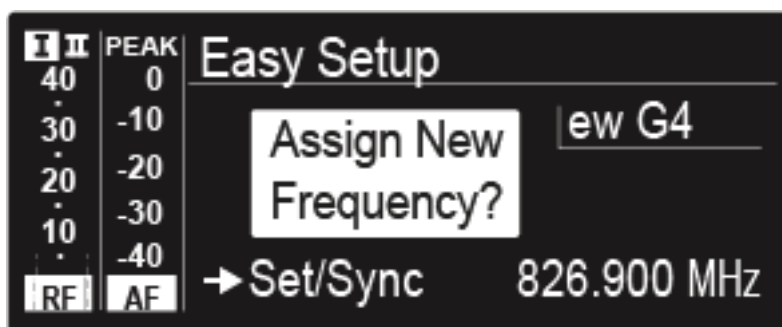 I II PEAK Easy Setup
40 0
30 -10 ew G4
Assign New
20 -20
Frequency?
10 -30
-40
RF AF → Set/Sync 826.900 MHz